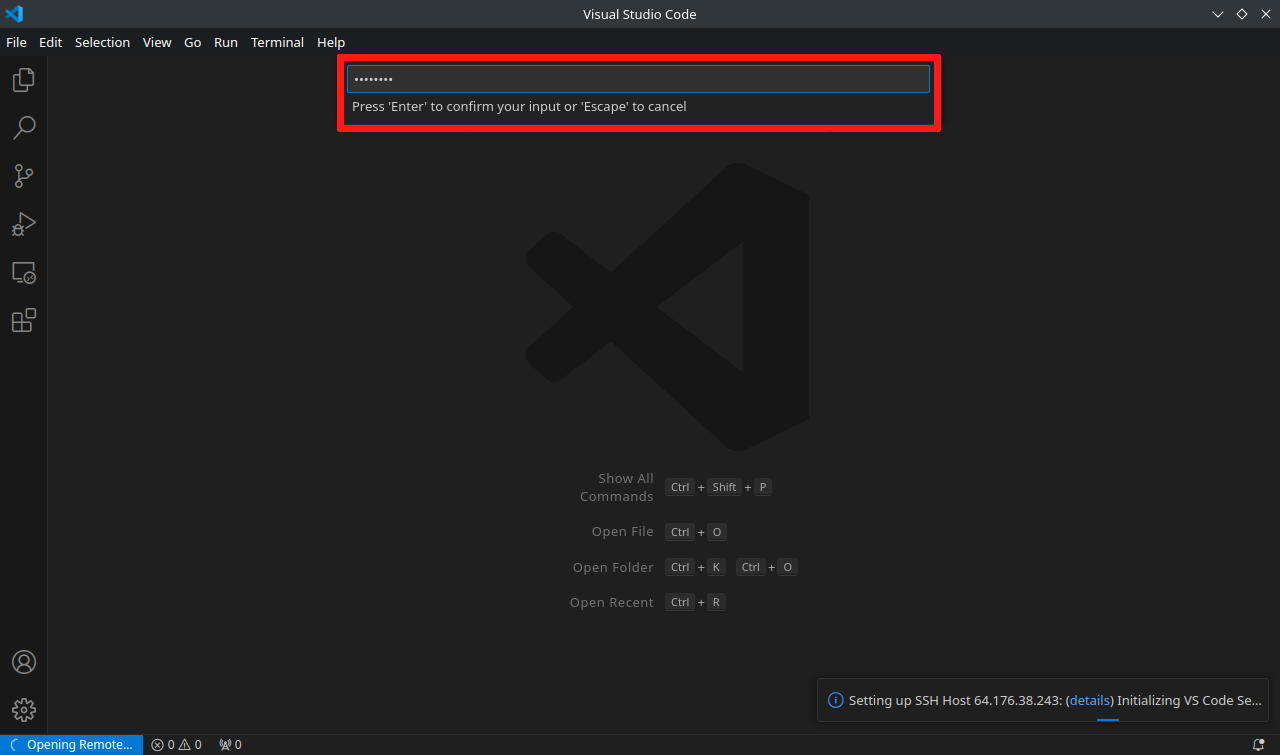 Visual Studio Code
File Edit Selection View Go Run Terminal Help
••••••••
Press 'Enter' to confirm your input or 'Escape' to cancel
Show All
Commands
Ctrl + Shift + P
Open File Ctrl + O
Open Folder Ctrl + K Ctrl + O
Open Recent Ctrl + R
Setting up SSH Host 64.176.38.243: (details) Initializing VS Code Se...
Opening Remote... 0 0 0